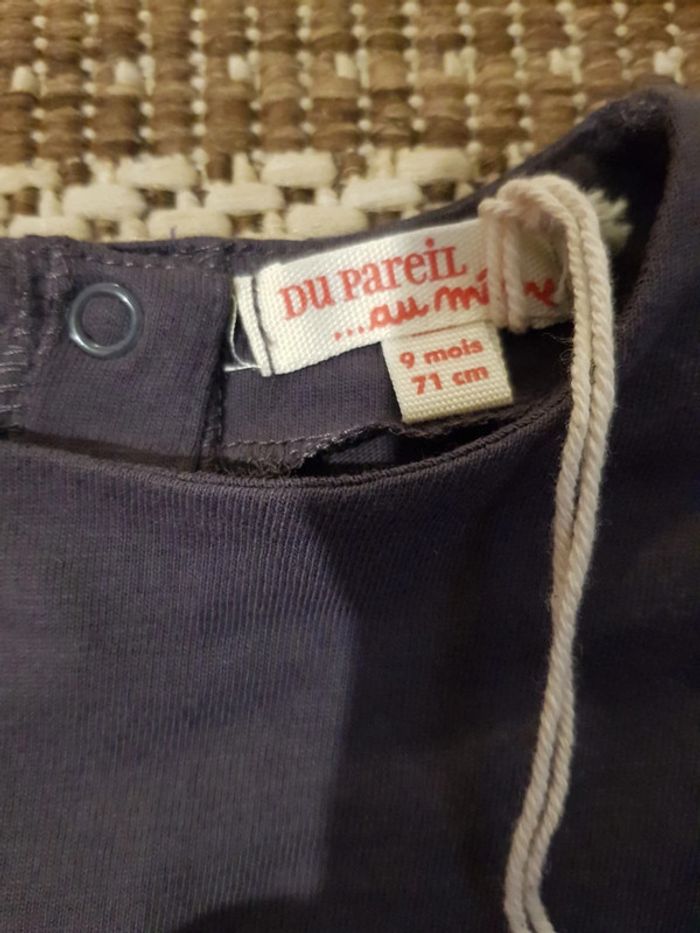 DU PaReiL
...au
9 mois
71 cm